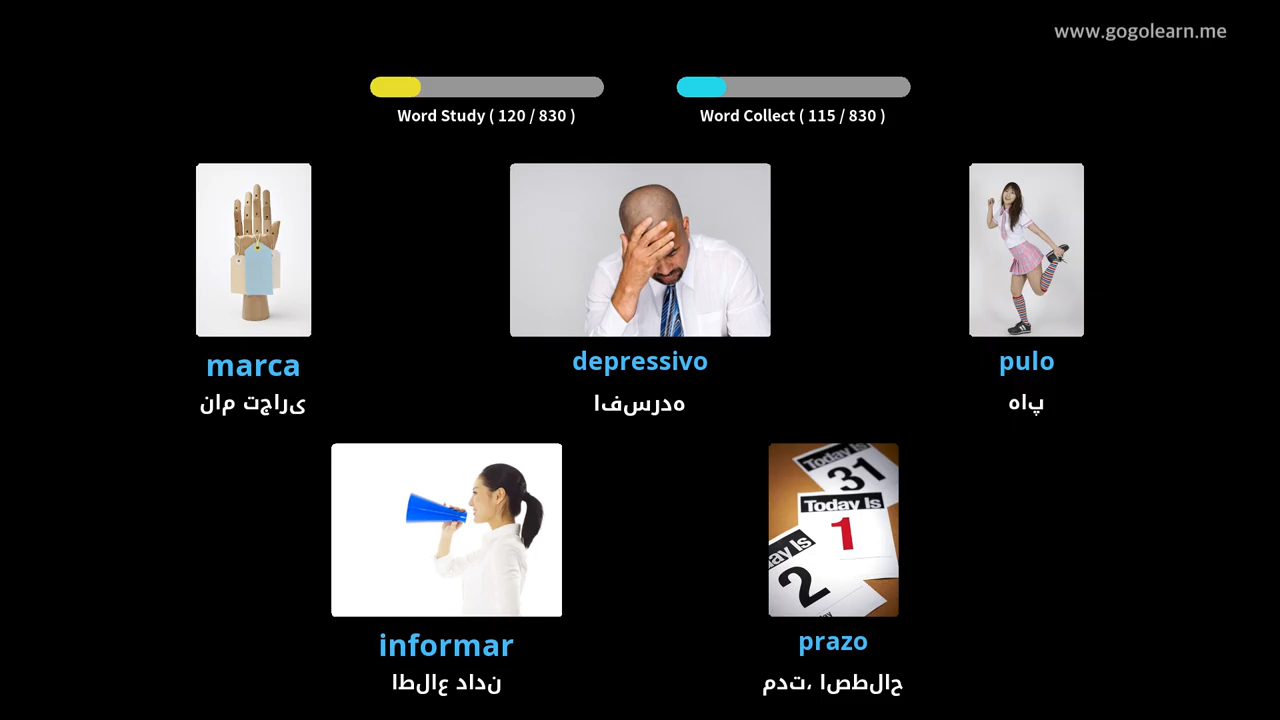 www.gogolearn.me
Word Study ( 120 / 830 )
Word Collect ( 115 / 830 )
marca
نام تجاری
depressivo
افسرده
pulo
هاپ
Today Is
31
Today Is
1
ay Is
2
informar
اطلاع دادن
prazo
مدت، اصطلاح